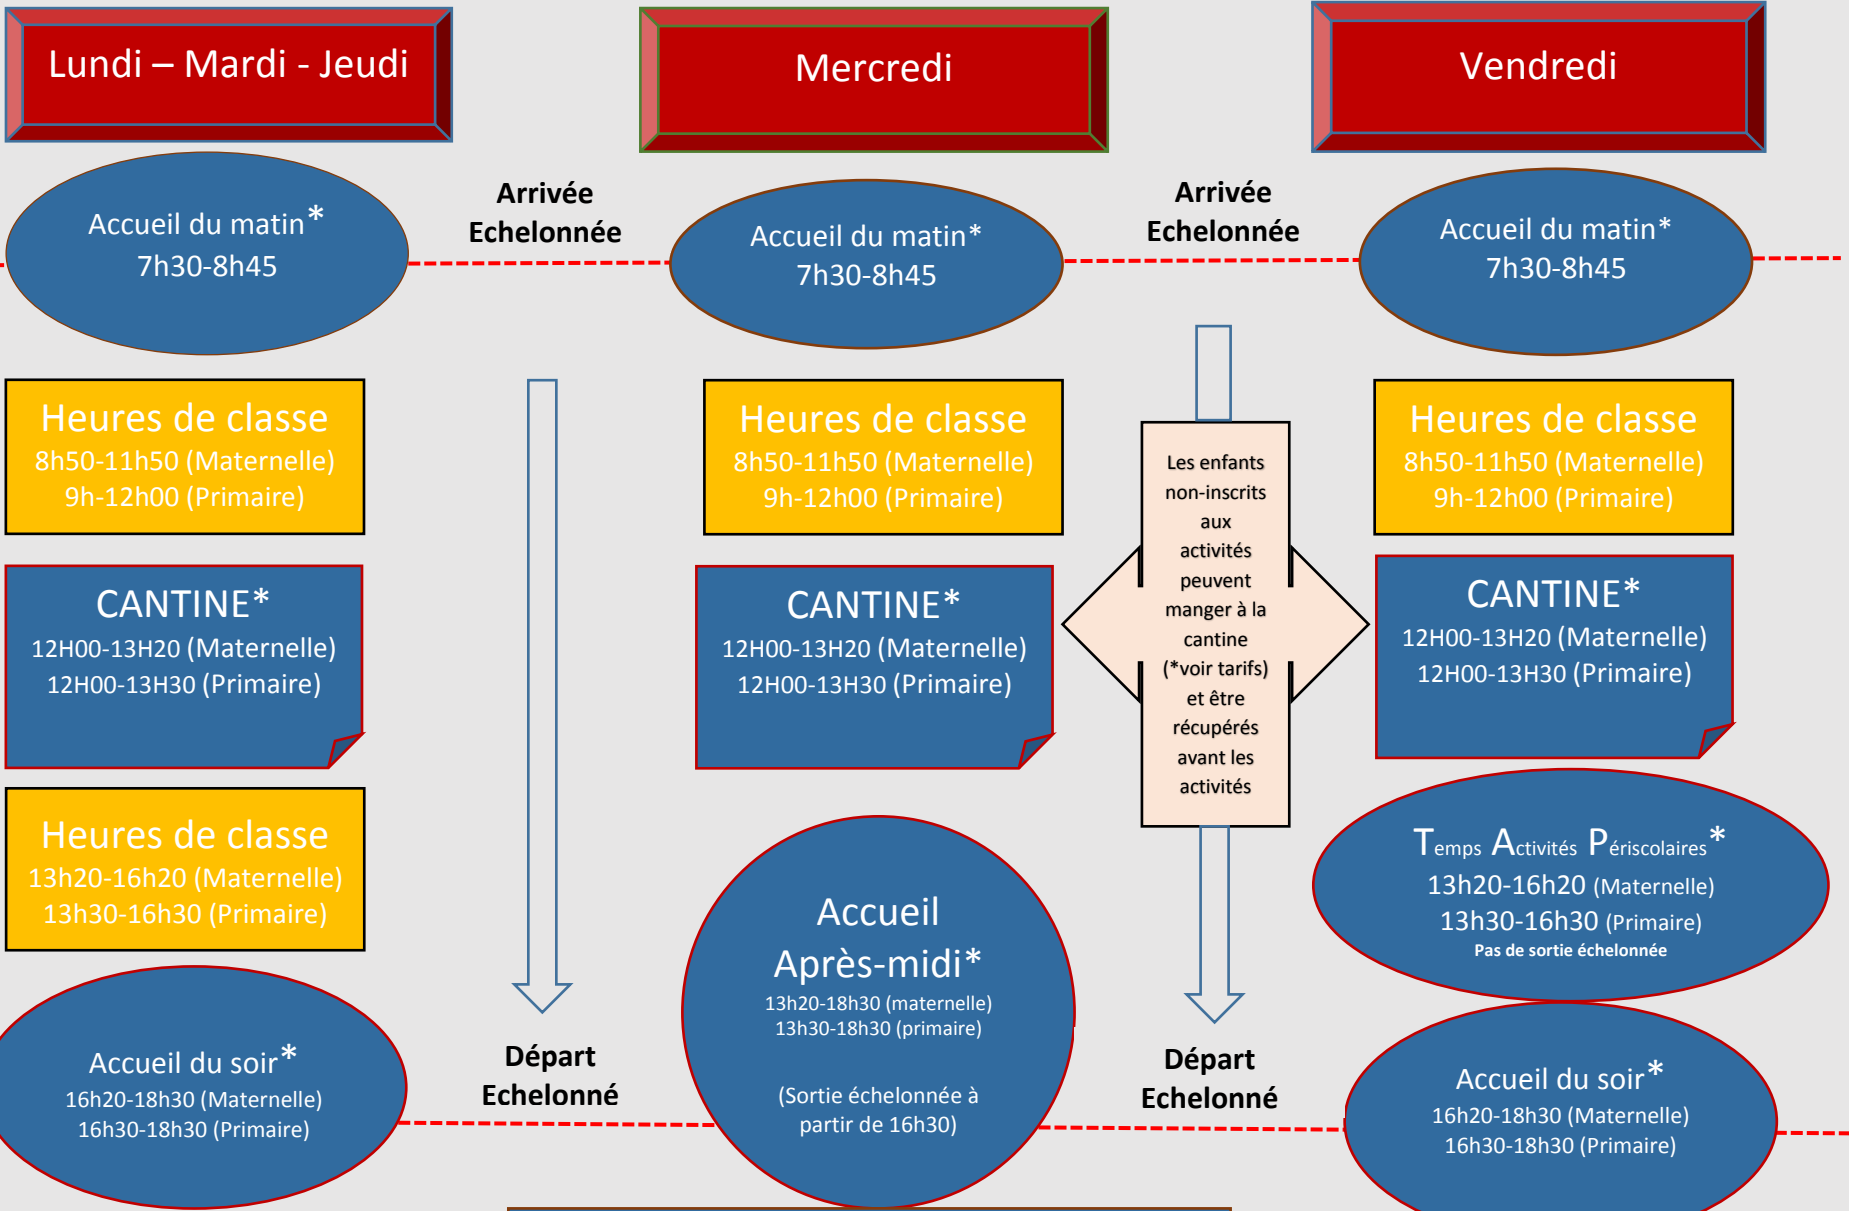 Lundi – Mardi - Jeudi
Mercredi
Vendredi
Accueil du matin*
7h30-8h45
Arrivée
Echelonnée
Accueil du matin*
7h30-8h45
Arrivée
Echelonnée
Accueil du matin*
7h30-8h45
Heures de classe
8h50-11h50 (Maternelle)
9h-12h00 (Primaire)
Heures de classe
8h50-11h50 (Maternelle)
9h-12h00 (Primaire)
Les enfants
non-inscrits
aux
activités
peuvent
manger à la
cantine
(*voir tarifs)
et être
récupérés
avant les
activités
Heures de classe
8h50-11h50 (Maternelle)
9h-12h00 (Primaire)
CANTINE*
12H00-13H20 (Maternelle)
12H00-13H30 (Primaire)
CANTINE*
12H00-13H20 (Maternelle)
12H00-13H30 (Primaire)
CANTINE*
12H00-13H20 (Maternelle)
12H00-13H30 (Primaire)
Heures de classe
13h20-16h20 (Maternelle)
13h30-16h30 (Primaire)
Accueil
Après-midi*
13h20-18h30 (maternelle)
13h30-18h30 (primaire)
(Sortie échelonnée à
partir de 16h30)
Temps Activités Périscolaires*
13h20-16h20 (Maternelle)
13h30-16h30 (Primaire)
Pas de sortie échelonnée
Accueil du soir*
16h20-18h30 (Maternelle)
16h30-18h30 (Primaire)
Départ
Echelonné
Départ
Echelonné
Accueil du soir*
16h20-18h30 (Maternelle)
16h30-18h30 (Primaire)